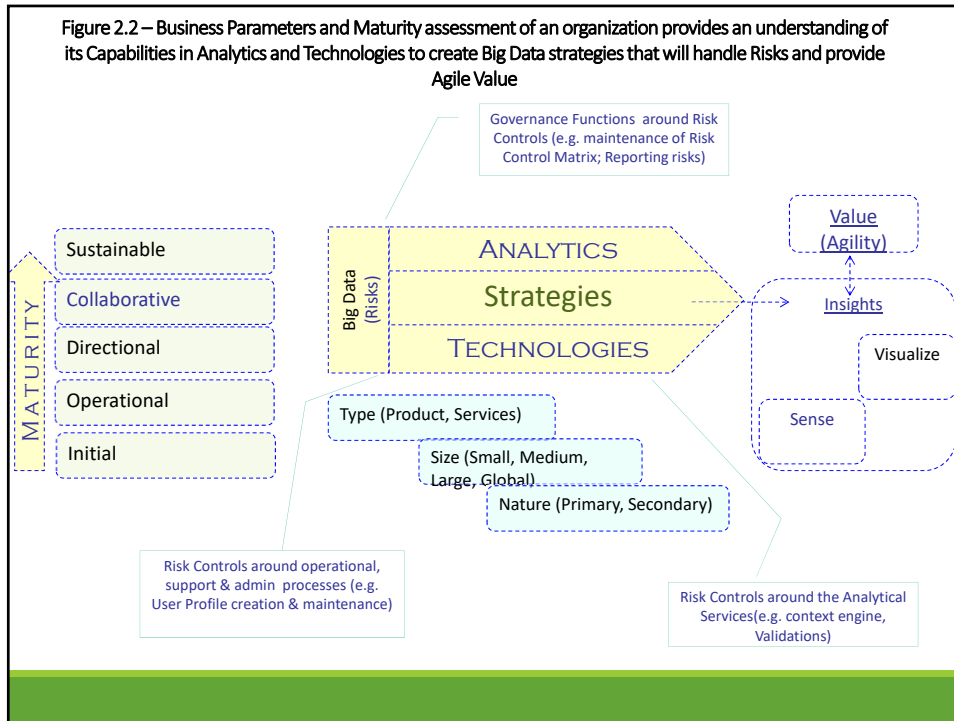 Figure 2.2 – Business Parameters and Maturity assessment of an organization provides an understanding of
its Capabilities in Analytics and Technologies to create Big Data strategies that will handle Risks and provide
Agile Value
Governance Functions around Risk
Controls (e.g. maintenance of Risk
Control Matrix; Reporting risks)
MATURITY
Sustainable
Collaborative
Directional
Operational
Initial
Big Data
(Risks)
ANALYTICS
Strategies
TECHNOLOGIES
Value
(Agility)
Insights
Visualize
Sense
Type (Product, Services)
Size (Small, Medium,
Large, Global)
Nature (Primary, Secondary)
Risk Controls around operational,
support & admin processes (e.g.
User Profile creation & maintenance)
Risk Controls around the Analytical
Services(e.g. context engine,
Validations)